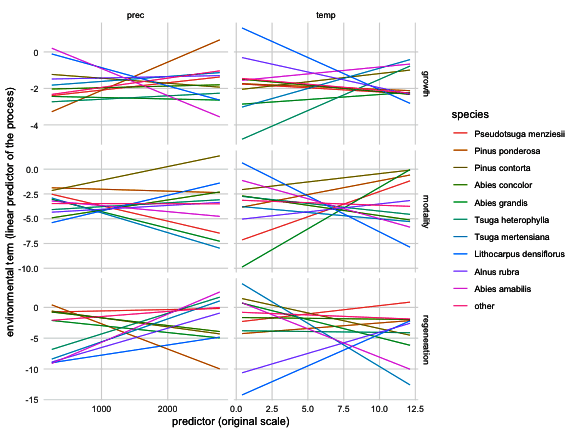 prec
temp
environmental term (linear predictor of the process)
0
-2
-4
growth
0.0
-2.5
-5.0
-7.5
-10.0
mortality
0
-5
-10
-15
regeneration
1000
2000
0.0
2.5
5.0
7.5
10.0
12.5
predictor (original scale)
species
Pseudotsuga menziesii
Pinus ponderosa
Pinus contorta
Abies concolor
Abies grandis
Tsuga heterophylla
Tsuga mertensiana
Lithocarpus densiflorus
Alnus rubra
Abies amabilis
other